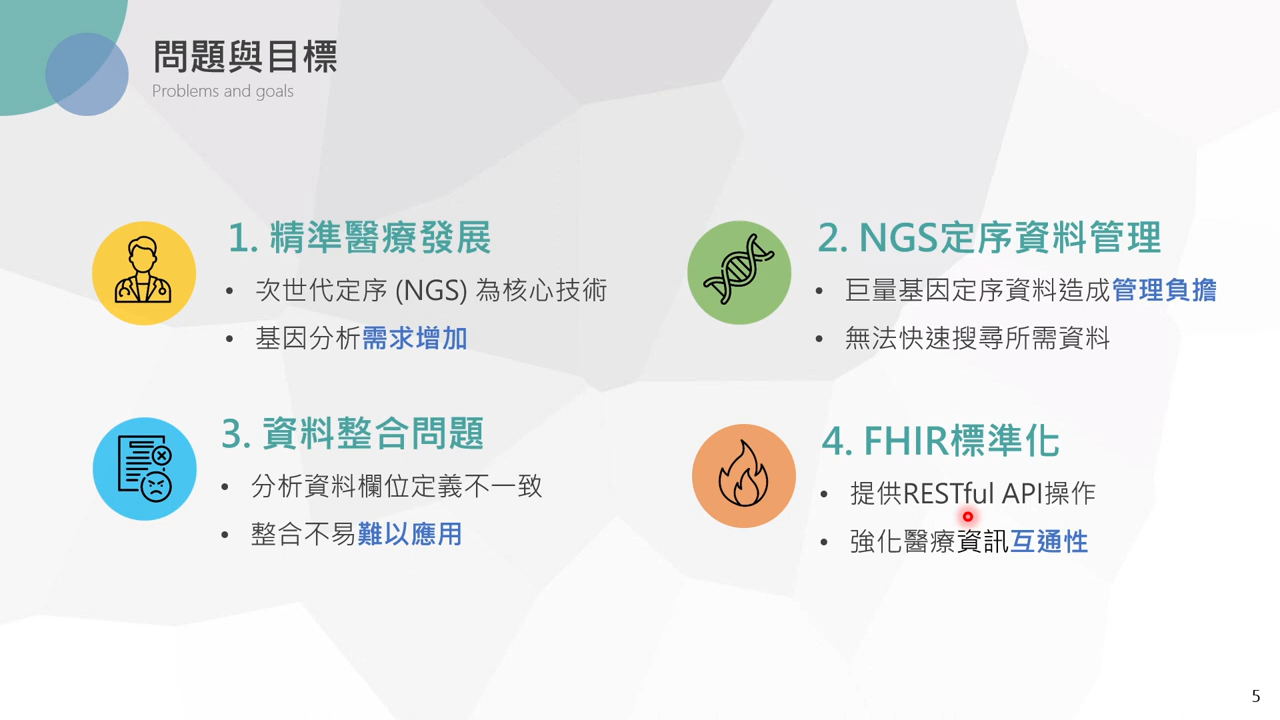 問題與目標
Problems and goals
1. 精準醫療發展
• 次世代定序 (NGS) 為核心技術
• 基因分析需求增加
2. NGS定序資料管理
• 巨量基因定序資料造成管理負擔
• 無法快速搜尋所需資料
3. 資料整合問題
• 分析資料欄位定義不一致
• 整合不易難以應用
4. FHIR標準化
• 提供RESTful API操作
• 強化醫療資訊互通性
5